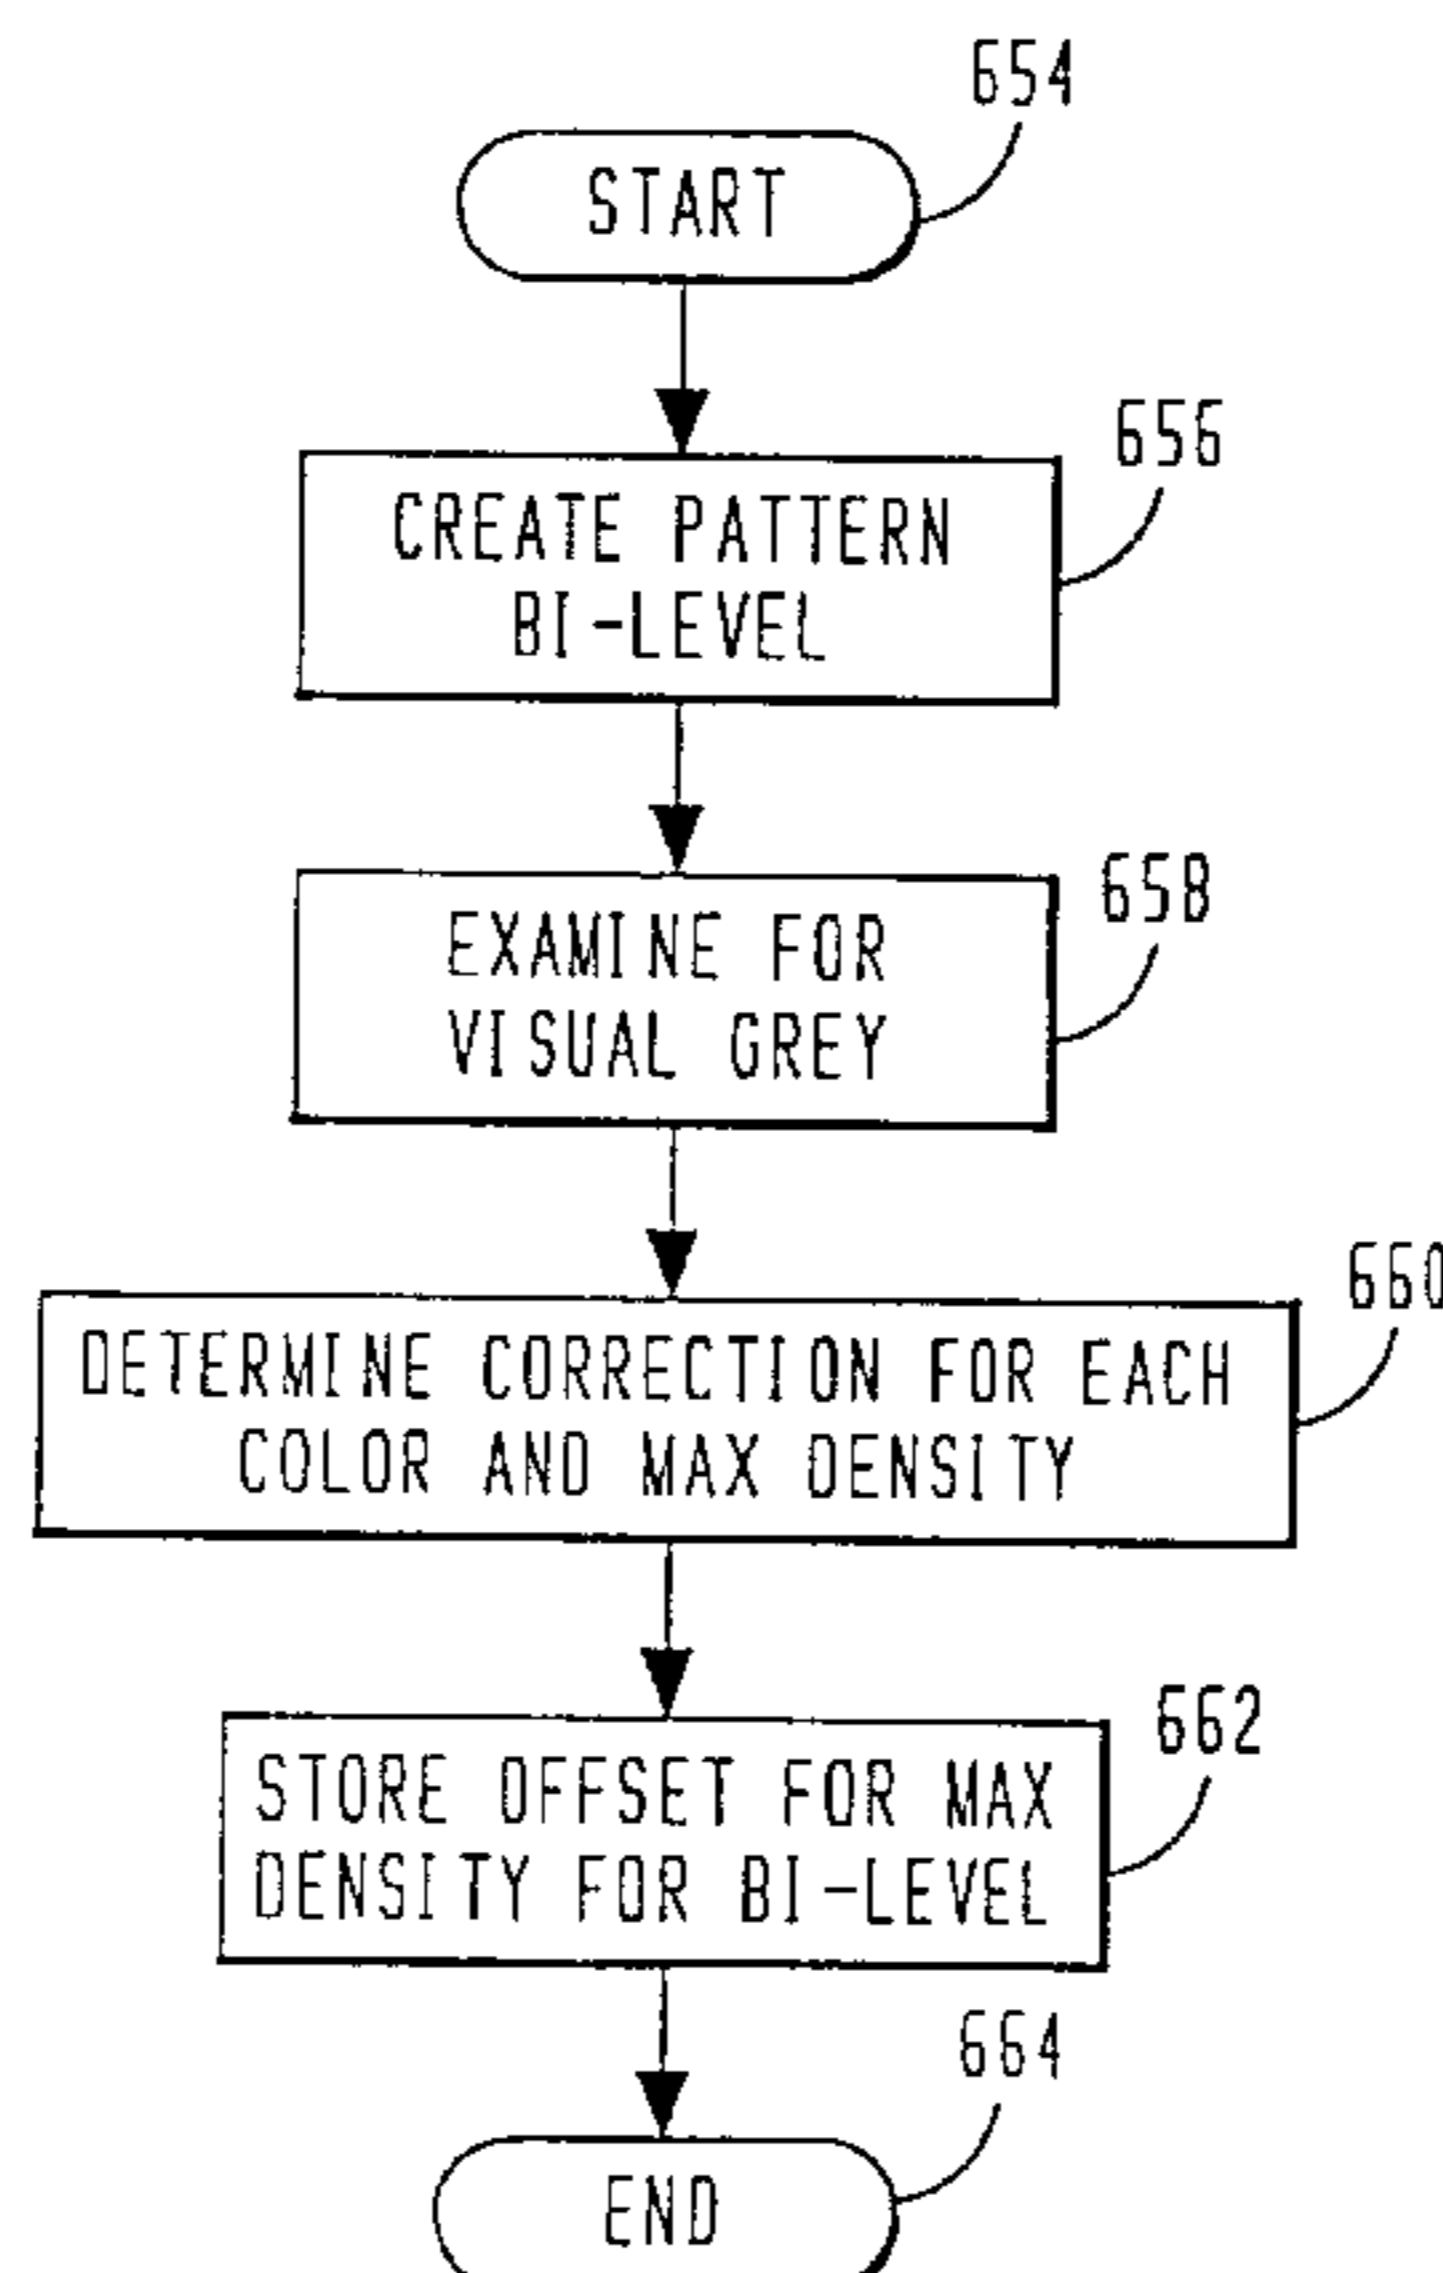 654
START
656
CREATE PATTERN
BI-LEVEL
658
EXAMINE FOR
VISUAL GREY
660
DETERMINE CORRECTION FOR EACH
COLOR AND MAX DENSITY
662
STORE OFFSET FOR MAX
DENSITY FOR BI-LEVEL
664
END